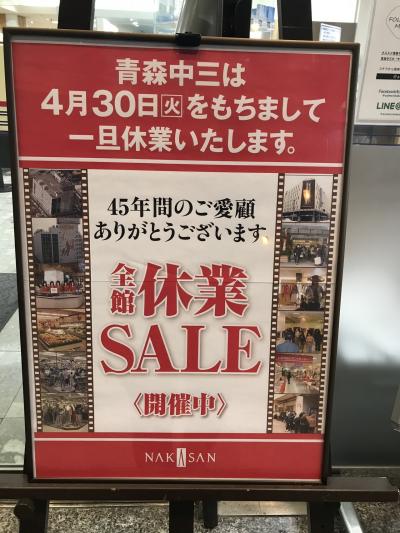 青森中三は
4月30日火をもちまして
一旦休業いたします。
45年間のご愛顧
ありがとうございます
全館休業
SALE
〈開催中〉
NAKASAN
LINE@